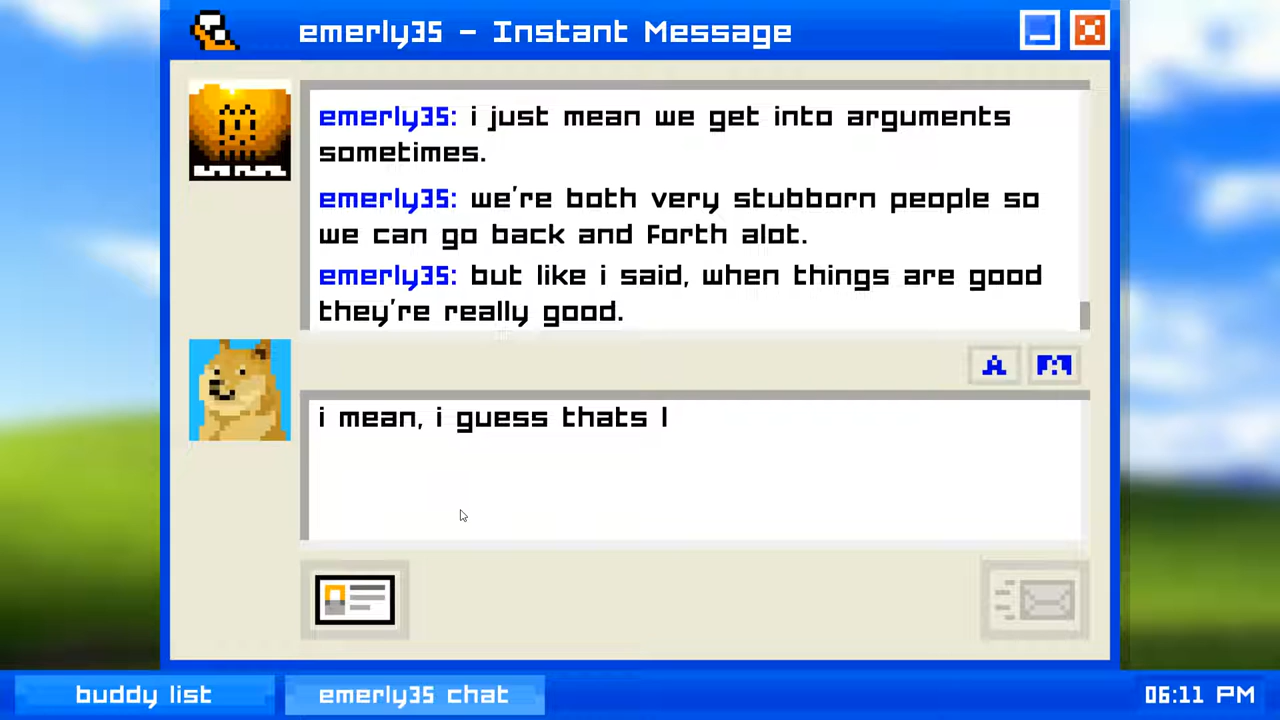 emerly35 - Instant Message
emerly35: i just mean we get into arguments
sometimes.
emerly35: we're both very stubborn people so
we can go back and forth alot.
emerly35: but like i said, when things are good
they're really good.
A
i mean, i guess thats
buddy list
emerly35 chat
06:11 PM